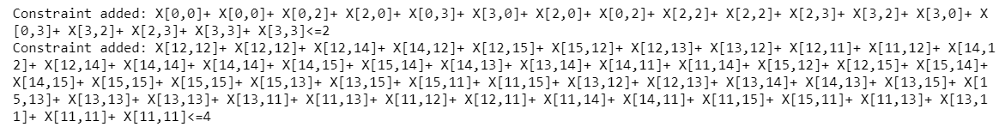 Constraint added: X[0,0]+ X[0,0]+ X[0,2]+ X[2,0]+ X[0,3]+ X[3,0]+ X[2,0]+ X[0,2]+ X[2,2]+ X[2,2]+ X[2,3]+ X[3,2]+ X[3,0]+ X
[0,3]+ X[3,2]+ X[2,3]+ X[3,3]+ X[3,3]<=2
Constraint added: X[12,12]+ X[12,12]+ X[12,14]+ X[14,12]+ X[12,15]+ X[15,12]+ X[12,13]+ X[13,12]+ X[12,11]+ X[11,12]+ X[14,1
2]+ X[12,14]+ X[14,14]+ X[14,14]+ X[14,15]+ X[15,14]+ X[14,13]+ X[13,14]+ X[14,11]+ X[11,14]+ X[15,12]+ X[12,15]+ X[15,14]+
X[14,15]+ X[15,15]+ X[15,15]+ X[15,13]+ X[13,15]+ X[15,11]+ X[11,15]+ X[13,12]+ X[12,13]+ X[13,14]+ X[14,13]+ X[13,15]+ X[1
5,13]+ X[13,13]+ X[13,13]+ X[13,11]+ X[11,13]+ X[11,12]+ X[12,11]+ X[11,14]+ X[14,11]+ X[11,15]+ X[15,11]+ X[11,13]+ X[13,1
1]+ X[11,11]+ X[11,11]<=4